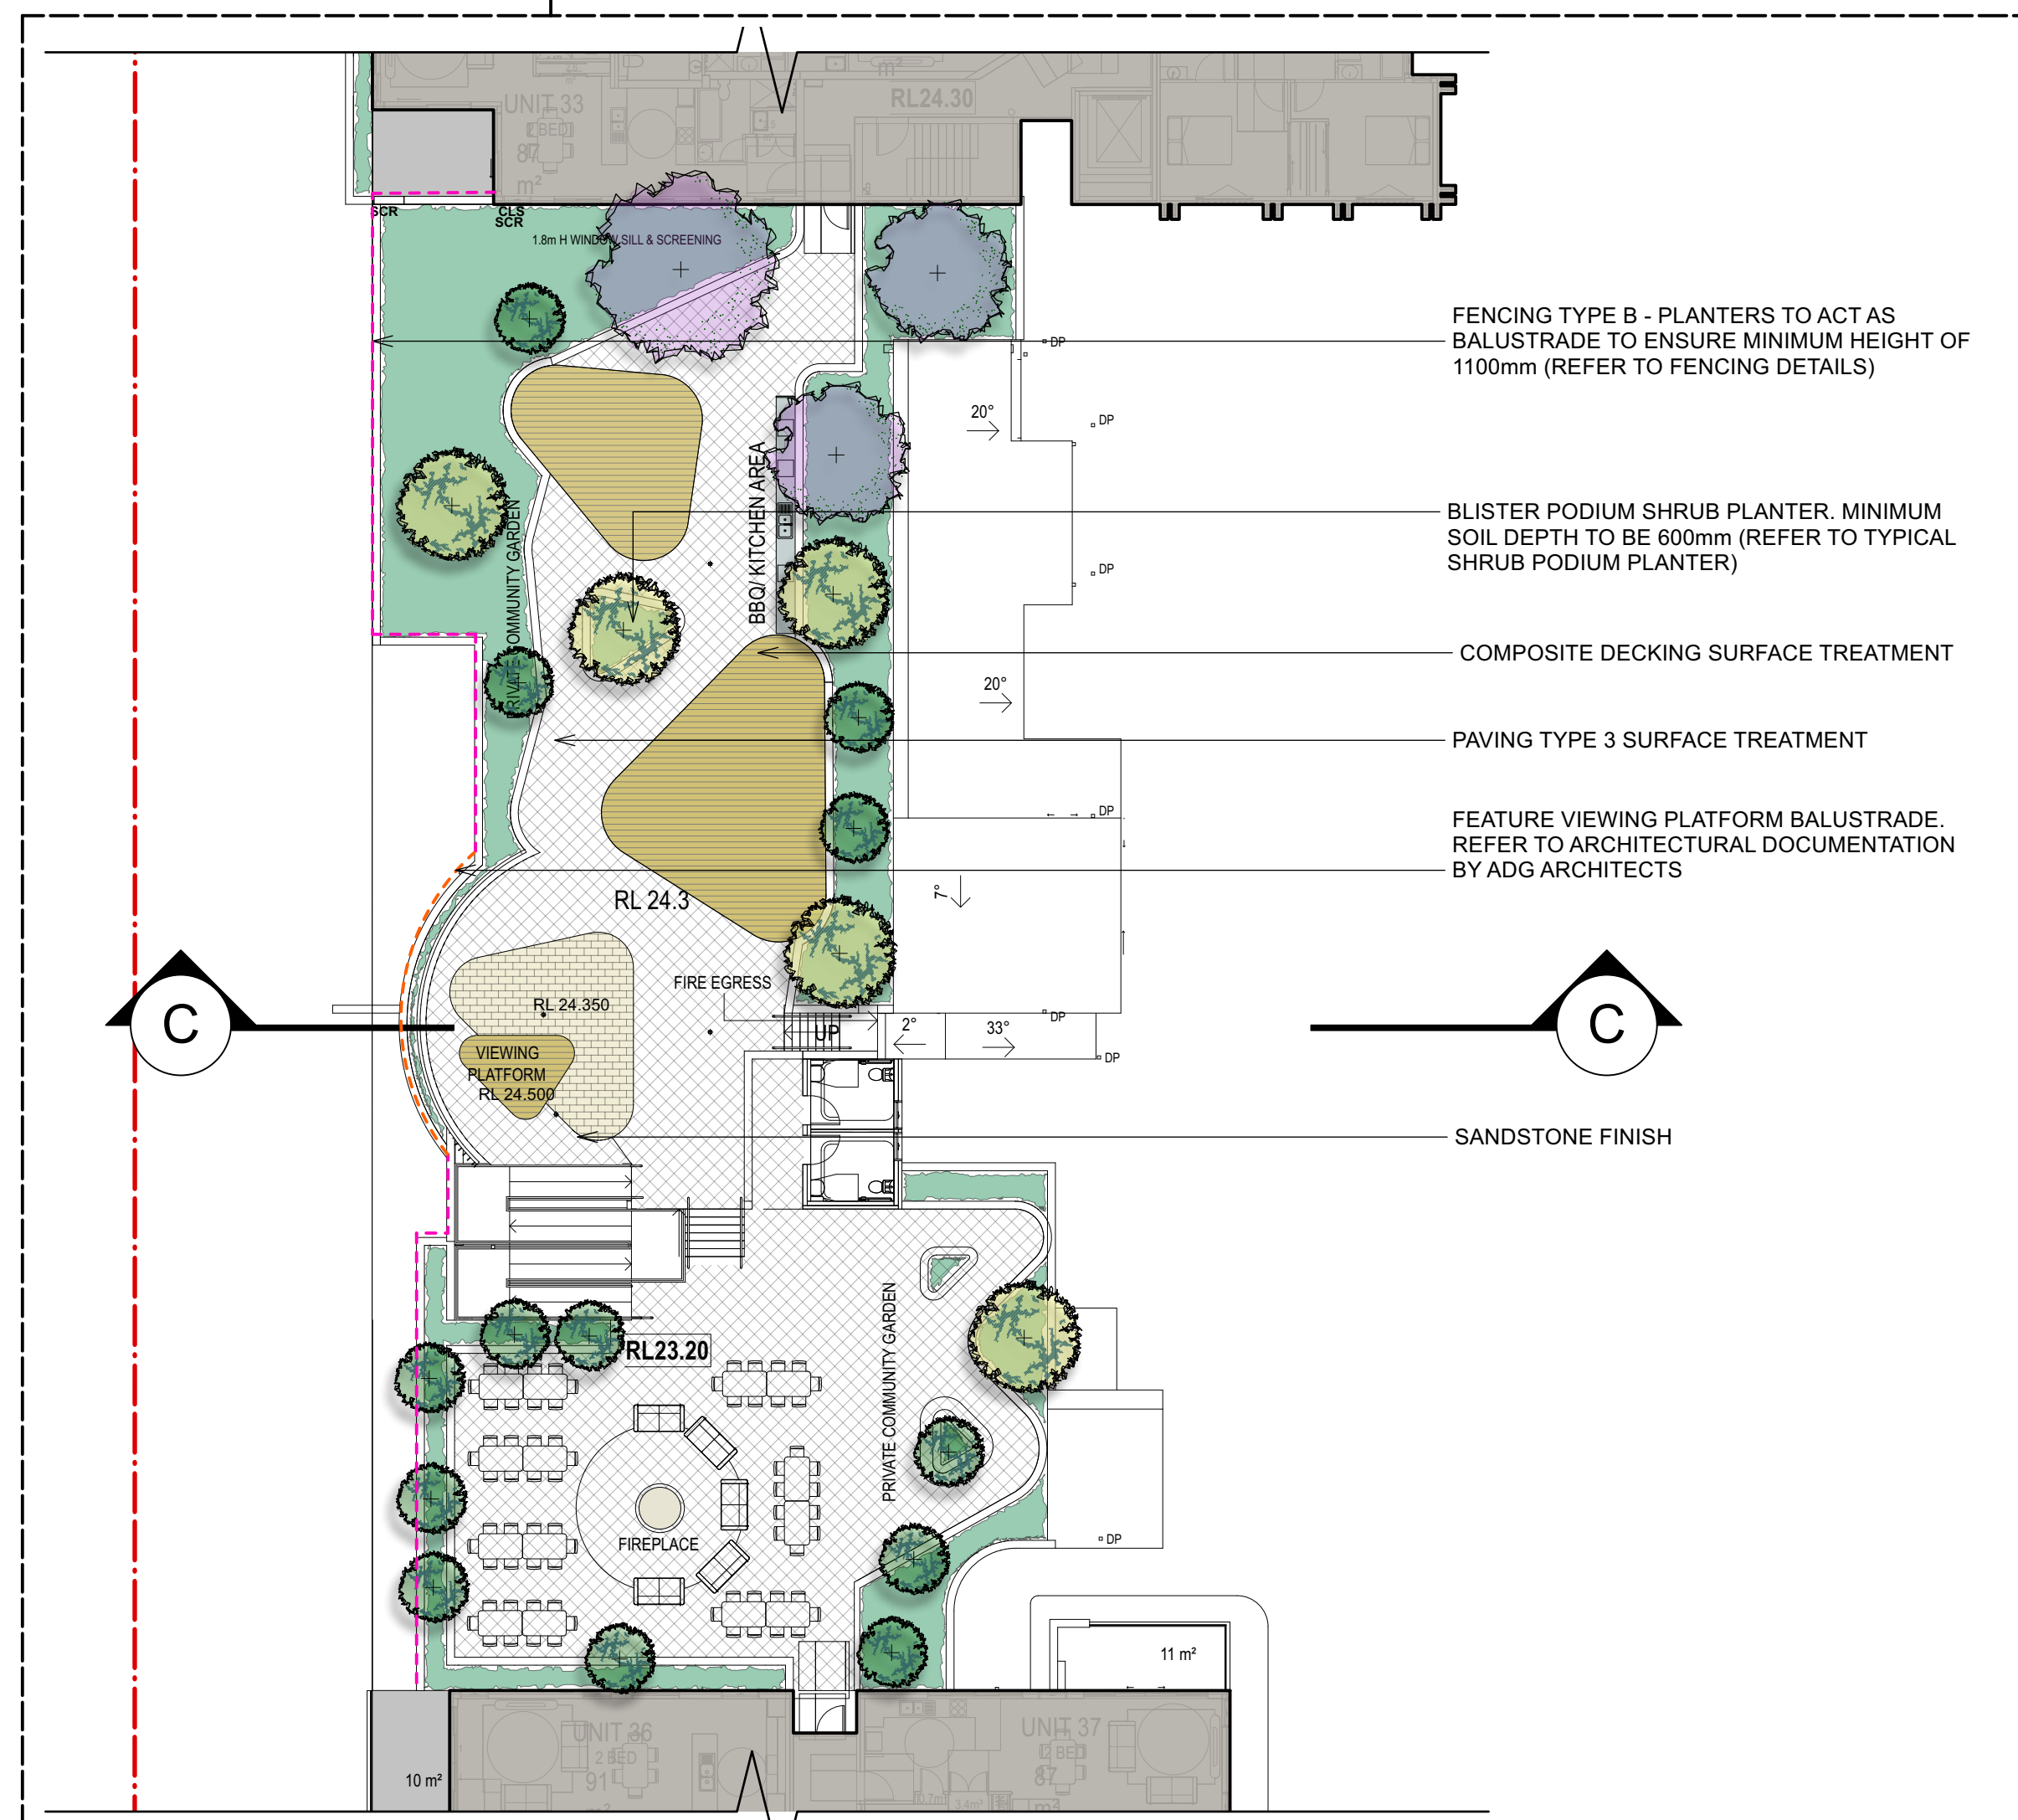 UNIT 33
2 BED
87
m²
m²
RL24.30
SCR
CLS
SCR
1.8m H WINDOW SILL & SCREENING
FENCING TYPE B - PLANTERS TO ACT AS
BALUSTRADE TO ENSURE MINIMUM HEIGHT OF
1100mm (REFER TO FENCING DETAILS)
DP
20°
DP
BBQ/ KITCHEN AREA
PRIVATE COMMUNITY GARDEN
BLISTER PODIUM SHRUB PLANTER. MINIMUM
SOIL DEPTH TO BE 600mm (REFER TO TYPICAL
SHRUB PODIUM PLANTER)
DP
COMPOSITE DECKING SURFACE TREATMENT
20°
PAVING TYPE 3 SURFACE TREATMENT
DP
FEATURE VIEWING PLATFORM BALUSTRADE.
REFER TO ARCHITECTURAL DOCUMENTATION
BY ADG ARCHITECTS
7°
RL 24.3
FIRE EGRESS
RL 24.350
C
UP
2°
33°
DP
DP
C
VIEWING
PLATFORM
RL 24.500
SANDSTONE FINISH
RL23.20
PRIVATE COMMUNITY GARDEN
FIREPLACE
DP
11 m²
UNIT 36
2 BED
91
m²
10 m²
UNIT 37
2 BED
87
m²
3.4m²